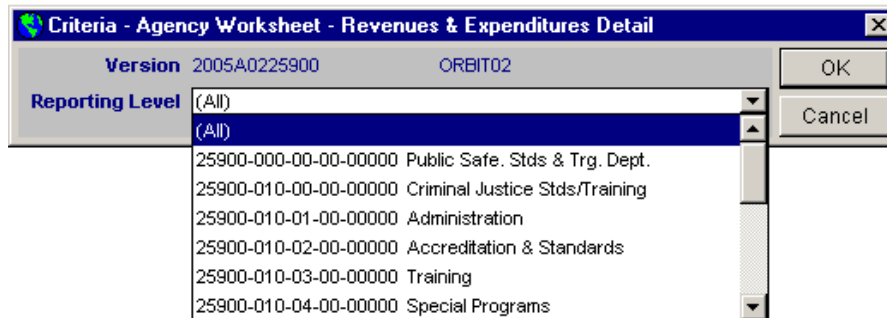 Criteria - Agency Worksheet - Revenues & Expenditures Detail
Version 2005A0225900 ORBIT02
OK
Reporting Level (All)
Cancel
(All)
25900-000-00-00-00000 Public Safe. Stds & Trg. Dept.
25900-010-00-00-00000 Criminal Justice Stds/Training
25900-010-01-00-00000 Administration
25900-010-02-00-00000 Accreditation & Standards
25900-010-03-00-00000 Training
25900-010-04-00-00000 Special Programs